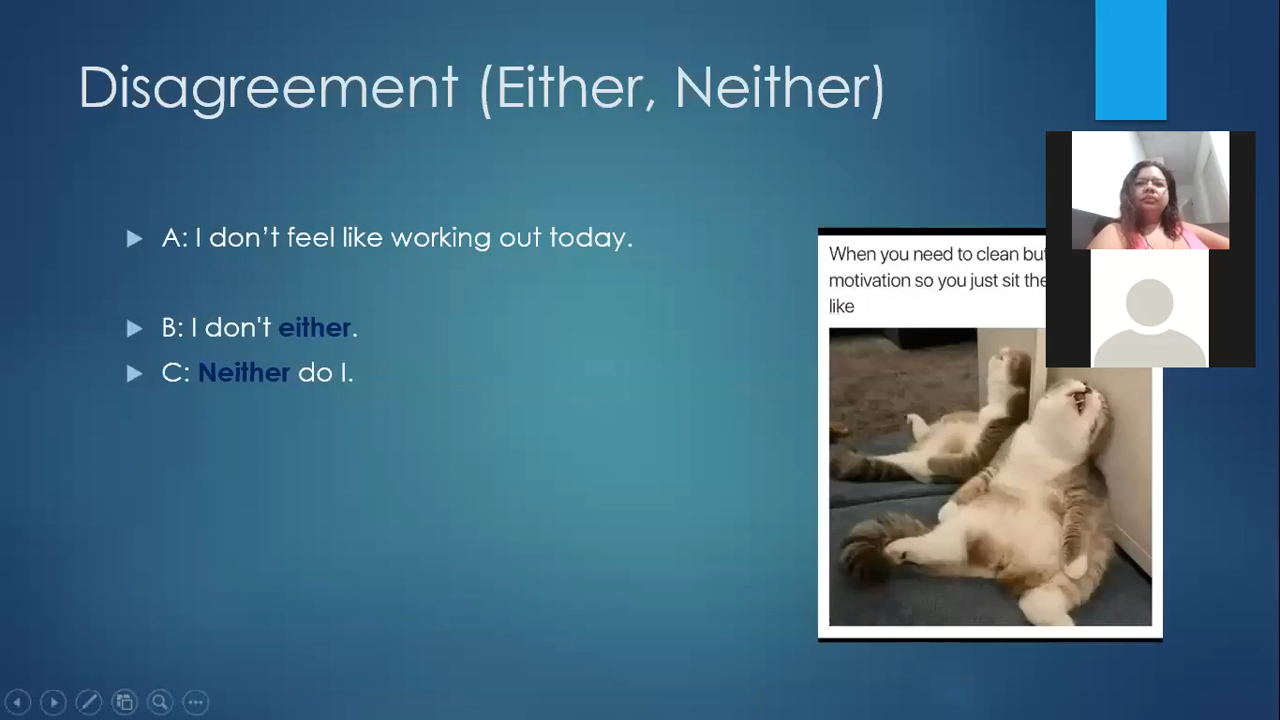 Disagreement (Either, Neither)
A: I don’t feel like working out today.
B: I don't either.
C: Neither do I.
When you need to clean but
motivation so you just sit the
like